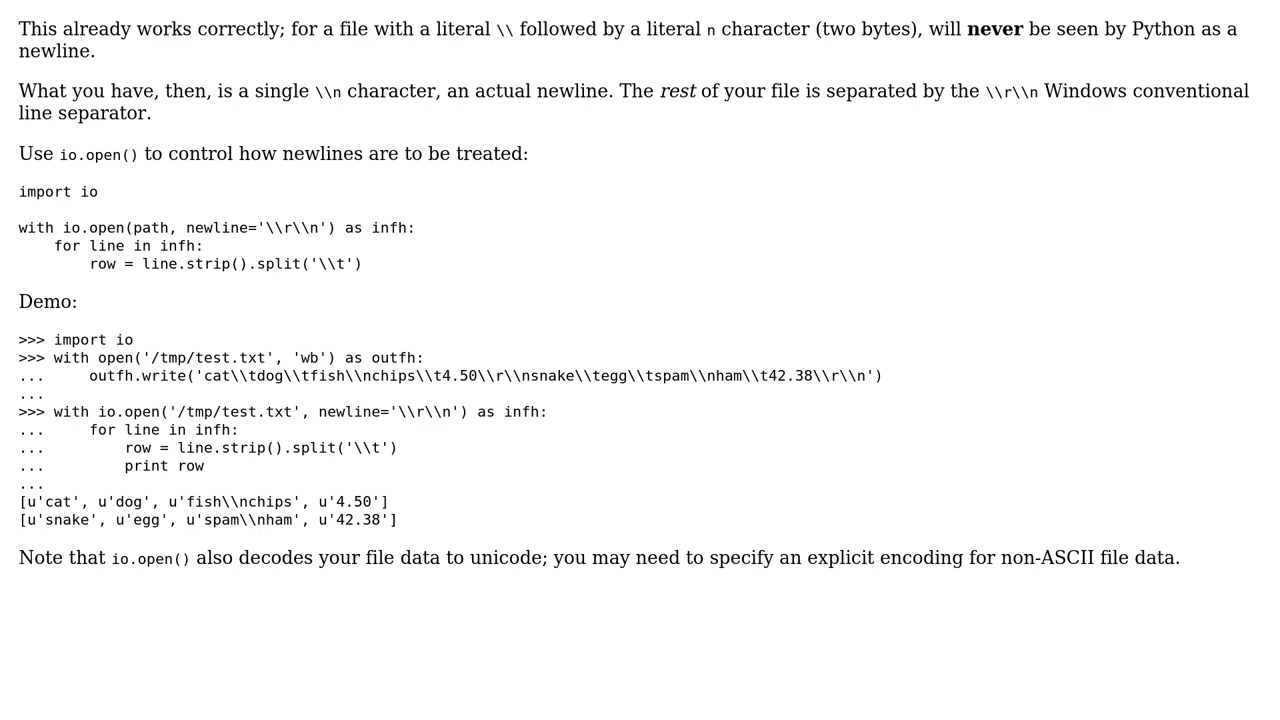 This already works correctly; for a file with a literal \\ followed by a literal n character (two bytes), will never be seen by Python as a
newline.
What you have, then, is a single \\n character, an actual newline. The rest of your file is separated by the \\r\\n Windows conventional
line separator.
Use io.open() to control how newlines are to be treated:
import io
with io.open(path, newline='\\r\\n') as infh:
    for line in infh:
        row = line.strip().split('\\t')
Demo:
>>> import io
>>> with open('/tmp/test.txt', 'wb') as outfh:
...     outfh.write('cat\\tdog\\tfish\\nchips\\t4.50\\r\\nsnake\\tegg\\tspam\\nham\\t42.38\\r\\n')
...
>>> with io.open('/tmp/test.txt', newline='\\r\\n') as infh:
...     for line in infh:
...         row = line.strip().split('\\t')
...         print row
...
[u'cat', u'dog', u'fish\\nchips', u'4.50']
[u'snake', u'egg', u'spam\\nham', u'42.38']
Note that io.open() also decodes your file data to unicode; you may need to specify an explicit encoding for non-ASCII file data.